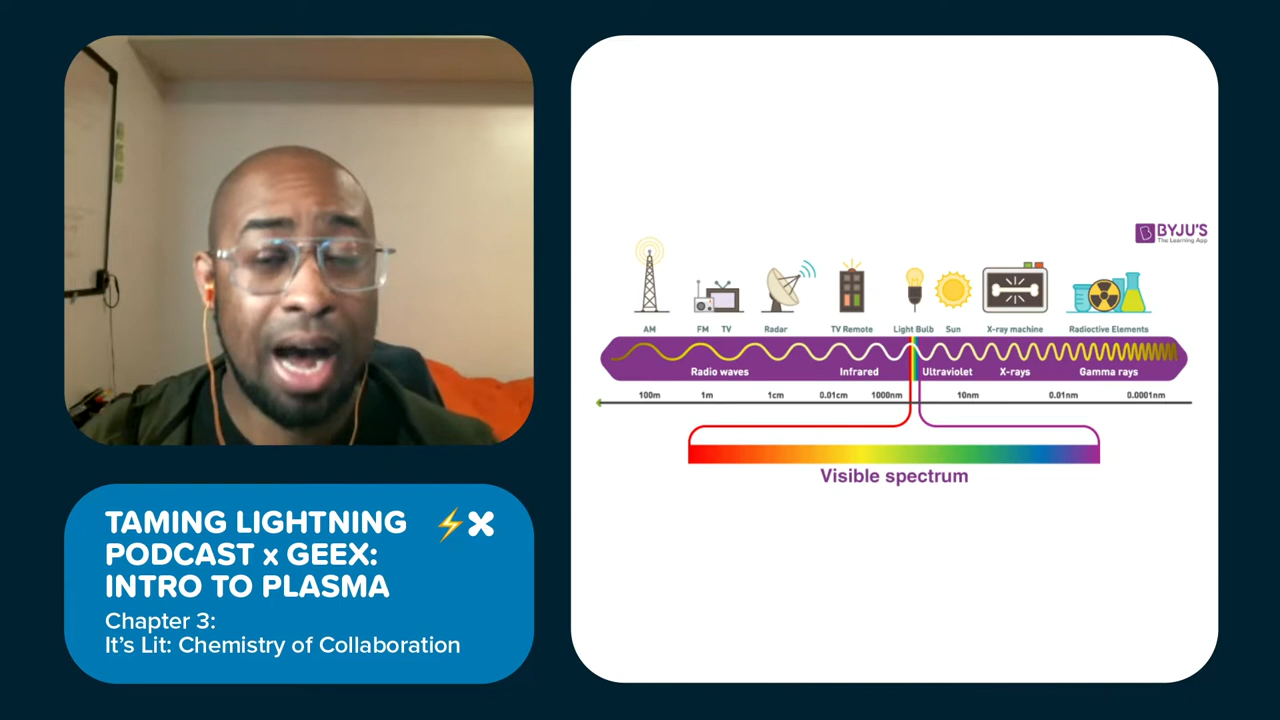 TAMING LIGHTNING
PODCAST x GEEX:
INTRO TO PLASMA
Chapter 3:
It's Lit: Chemistry of Collaboration
BYJU'S
The Learning App
AM FM TV Radar TV Remote Light Bulb Sun X-ray machine Radioctive Elements
Radio waves Infrared Ultraviolet X-rays Gamma rays
100m 1m 1cm 0.01cm 1000nm 10nm 0.01nm 0.0001nm
Visible spectrum